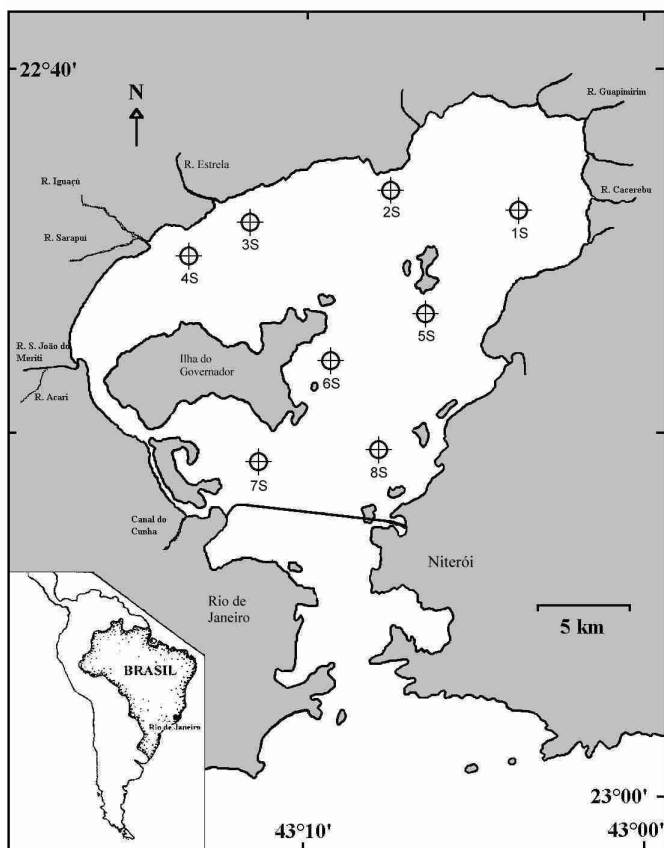 22°40'
N
R. Guapimirim
R. Estrela
R. Iguaçú
R. Cacerebu
2S
1S
3S
R. Sarapuí
4S
5S
R. S. João do
Meriti
Ilha do
Governador
6S
R. Acari
8S
7S
Canal do
Cunha
Niterói
Rio de
Janeiro
5 km
BRASIL
Rio de Janeiro
23°00'
43°10'
43°00'